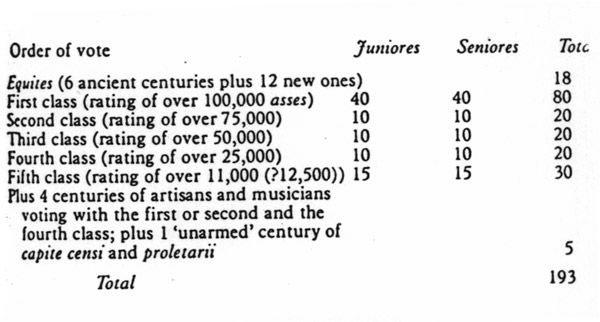 Order of vote Juniores Seniores Totc
Equites (6 ancient centuries plus 12 new ones) 18
First class (rating of over 100,000 asses) 40 40 80
Second class (rating of over 75,000) 10 10 20
Third class (rating of over 50,000) 10 10 20
Fourth class (rating of over 25,000) 10 10 20
Fifth class (rating of over 11,000 (?12,500)) 15 15 30
Plus 4 centuries of artisans and musicians
voting with the first or second and the
fourth class; plus 1 ‘unarmed’ century of
capite censi and proletarii 5
Total 193